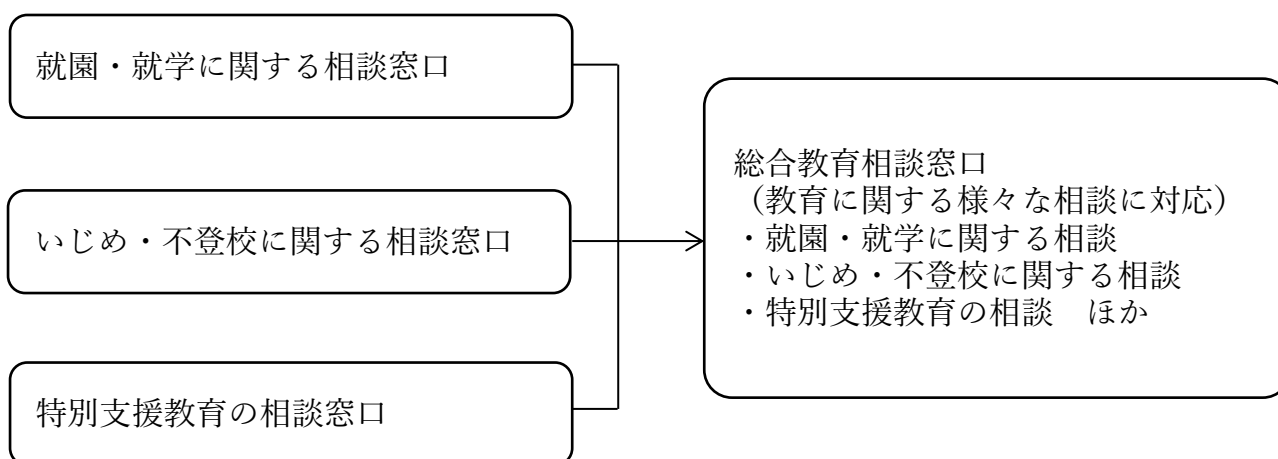 就園・就学に関する相談窓口
いじめ・不登校に関する相談窓口
特別支援教育の相談窓口
総合教育相談窓口
（教育に関する様々な相談に対応）
・就園・就学に関する相談
・いじめ・不登校に関する相談
・特別支援教育の相談　ほか